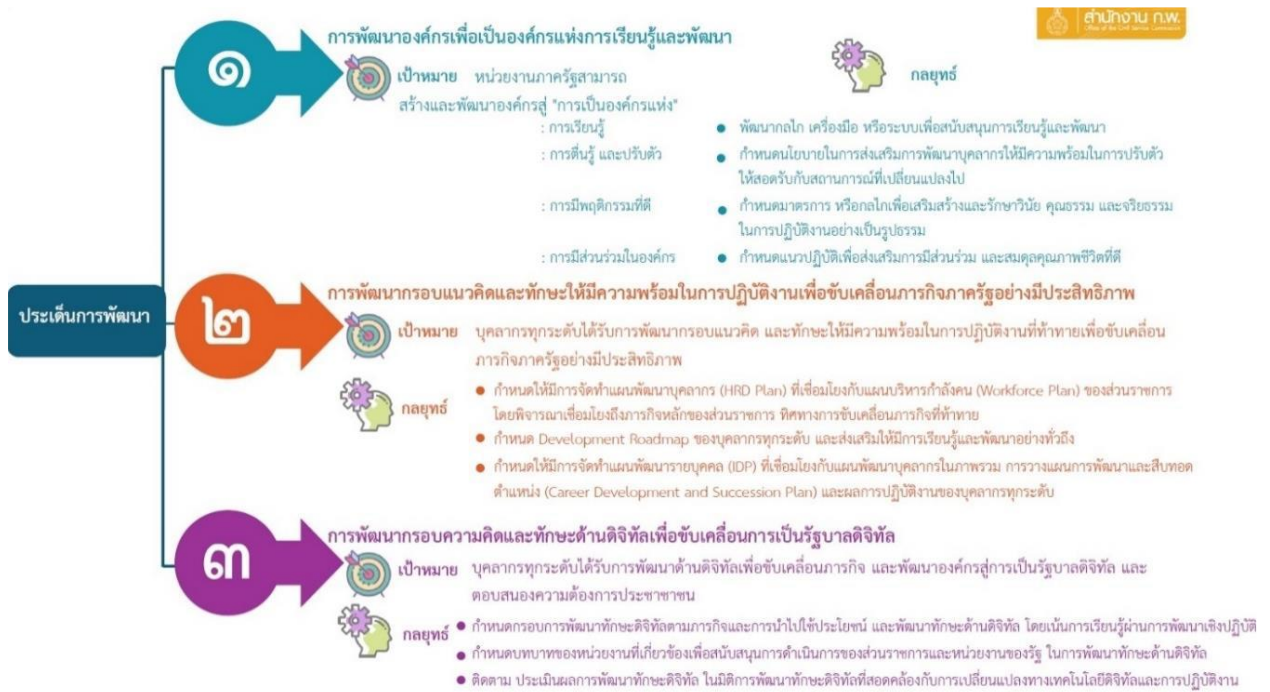 สำนักงาน ก.พ.
Office of the Civil Service Commission
ประเด็นการพัฒนา
๑
การพัฒนาองค์กรเพื่อเป็นองค์กรแห่งการเรียนรู้และพัฒนา
เป้าหมาย หน่วยงานภาครัฐสามารถ
สร้างและพัฒนาองค์กรสู่ "การเป็นองค์กรแห่ง"
กลยุทธ์
: การเรียนรู้
● พัฒนากลไก เครื่องมือ หรือระบบเพื่อสนับสนุนการเรียนรู้และพัฒนา
: การตื่นรู้ และปรับตัว
● กำหนดนโยบายในการส่งเสริมการพัฒนาบุคลากรให้มีความพร้อมในการปรับตัว
ให้สอดรับกับสถานการณ์ที่เปลี่ยนแปลงไป
: การมีพฤติกรรมที่ดี
● กำหนดมาตรการ หรือกลไกเพื่อเสริมสร้างและรักษาวินัย คุณธรรม และจริยธรรม
ในการปฏิบัติงานอย่างเป็นรูปธรรม
: การมีส่วนร่วมในองค์กร
● กำหนดแนวปฏิบัติเพื่อส่งเสริมการมีส่วนร่วม และสมดุลคุณภาพชีวิตที่ดี
๒
การพัฒนากรอบแนวคิดและทักษะให้มีความพร้อมในการปฏิบัติงานเพื่อขับเคลื่อนภารกิจภาครัฐอย่างมีประสิทธิภาพ
เป้าหมาย บุคลากรทุกระดับได้รับการพัฒนากรอบแนวคิด และทักษะให้มีความพร้อมในการปฏิบัติงานที่ท้าทายเพื่อขับเคลื่อน
ภารกิจภาครัฐอย่างมีประสิทธิภาพ
กลยุทธ์
● กำหนดให้มีการจัดทำแผนพัฒนาบุคลากร (HRD Plan) ที่เชื่อมโยงกับแผนบริหารกำลังคน (Workforce Plan) ของส่วนราชการ
โดยพิจารณาเชื่อมโยงถึงภารกิจหลักของส่วนราชการ ทิศทางการขับเคลื่อนภารกิจที่ท้าทาย
● กำหนด Development Roadmap ของบุคลากรทุกระดับ และส่งเสริมให้มีการเรียนรู้และพัฒนาอย่างทั่วถึง
● กำหนดให้มีการจัดทำแผนพัฒนารายบุคคล (IDP) ที่เชื่อมโยงกับแผนพัฒนาบุคลากรในภาพรวม การวางแผนการพัฒนาและสืบทอด
ตำแหน่ง (Career Development and Succession Plan) และผลการปฏิบัติงานของบุคลากรทุกระดับ
๓
การพัฒนากรอบความคิดและทักษะด้านดิจิทัลเพื่อขับเคลื่อนการเป็นรัฐบาลดิจิทัล
เป้าหมาย บุคลากรทุกระดับได้รับการพัฒนาด้านดิจิทัลเพื่อขับเคลื่อนภารกิจ และพัฒนาองค์กรสู่การเป็นรัฐบาลดิจิทัล และ
ตอบสนองความต้องการประชาชาชน
กลยุทธ์
● กำหนดกรอบการพัฒนาทักษะดิจิทัลตามภารกิจและการนำไปใช้ประโยชน์ และพัฒนาทักษะด้านดิจิทัล โดยเน้นการเรียนรู้ผ่านการพัฒนาเชิงปฏิบัติ
● กำหนดบทบาทของหน่วยงานที่เกี่ยวข้องเพื่อสนับสนุนการดำเนินการของส่วนราชการและหน่วยงานของรัฐ ในการพัฒนาทักษะด้านดิจิทัล
● ติดตาม ประเมินผลการพัฒนาทักษะดิจิทัล ในมิติการพัฒนาทักษะดิจิทัลที่สอดคล้องกับการเปลี่ยนแปลงทางเทคโนโลยีดิจิทัลและการปฏิบัติงาน